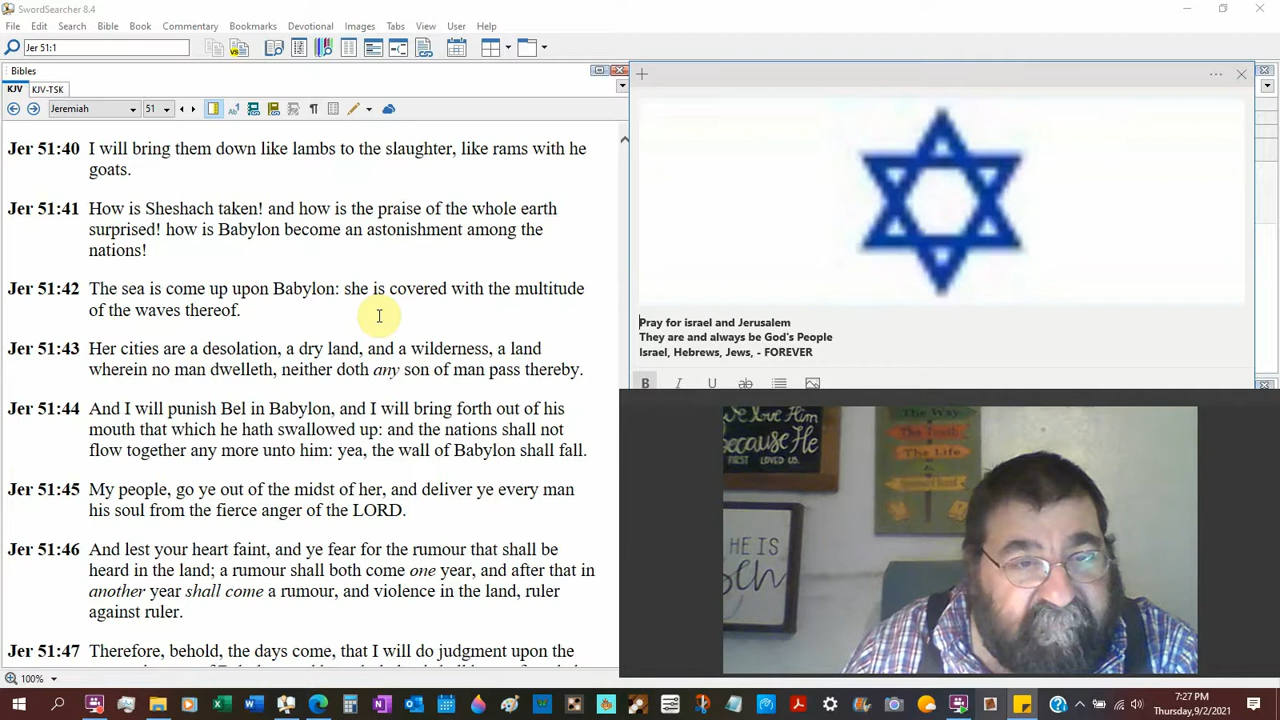 SwordSearcher 8.4
File Edit Search Bible Book Commentary Bookmarks Devotional Images Tabs View User Help
Jer 51:1
Bibles
KJV KJV-TSK
Jeremiah 51
Jer 51:40 I will bring them down like lambs to the slaughter, like rams with he
goats.
Jer 51:41 How is Sheshach taken! and how is the praise of the whole earth
surprised! how is Babylon become an astonishment among the
nations!
Jer 51:42 The sea is come up upon Babylon: she is covered with the multitude
of the waves thereof.
Jer 51:43 Her cities are a desolation, a dry land, and a wilderness, a land
wherein no man dwelleth, neither doth any son of man pass thereby.
Jer 51:44 And I will punish Bel in Babylon, and I will bring forth out of his
mouth that which he hath swallowed up: and the nations shall not
flow together any more unto him: yea, the wall of Babylon shall fall.
Jer 51:45 My people, go ye out of the midst of her, and deliver ye every man
his soul from the fierce anger of the LORD.
Jer 51:46 And lest your heart faint, and ye fear for the rumour that shall be
heard in the land; a rumour shall both come one year, and after that in
another year shall come a rumour, and violence in the land, ruler
against ruler.
Jer 51:47 Therefore, behold, the days come, that I will do judgment upon the
100%
Pray for israel and Jerusalem
They are and always be God's People
Israel, Hebrews, Jews, - FOREVER
B I U ab
We love Him
because He
FIRST LOVED US.
The Way
The Truth
The Life
HE IS
7:27 PM
Thursday,9/2/2021